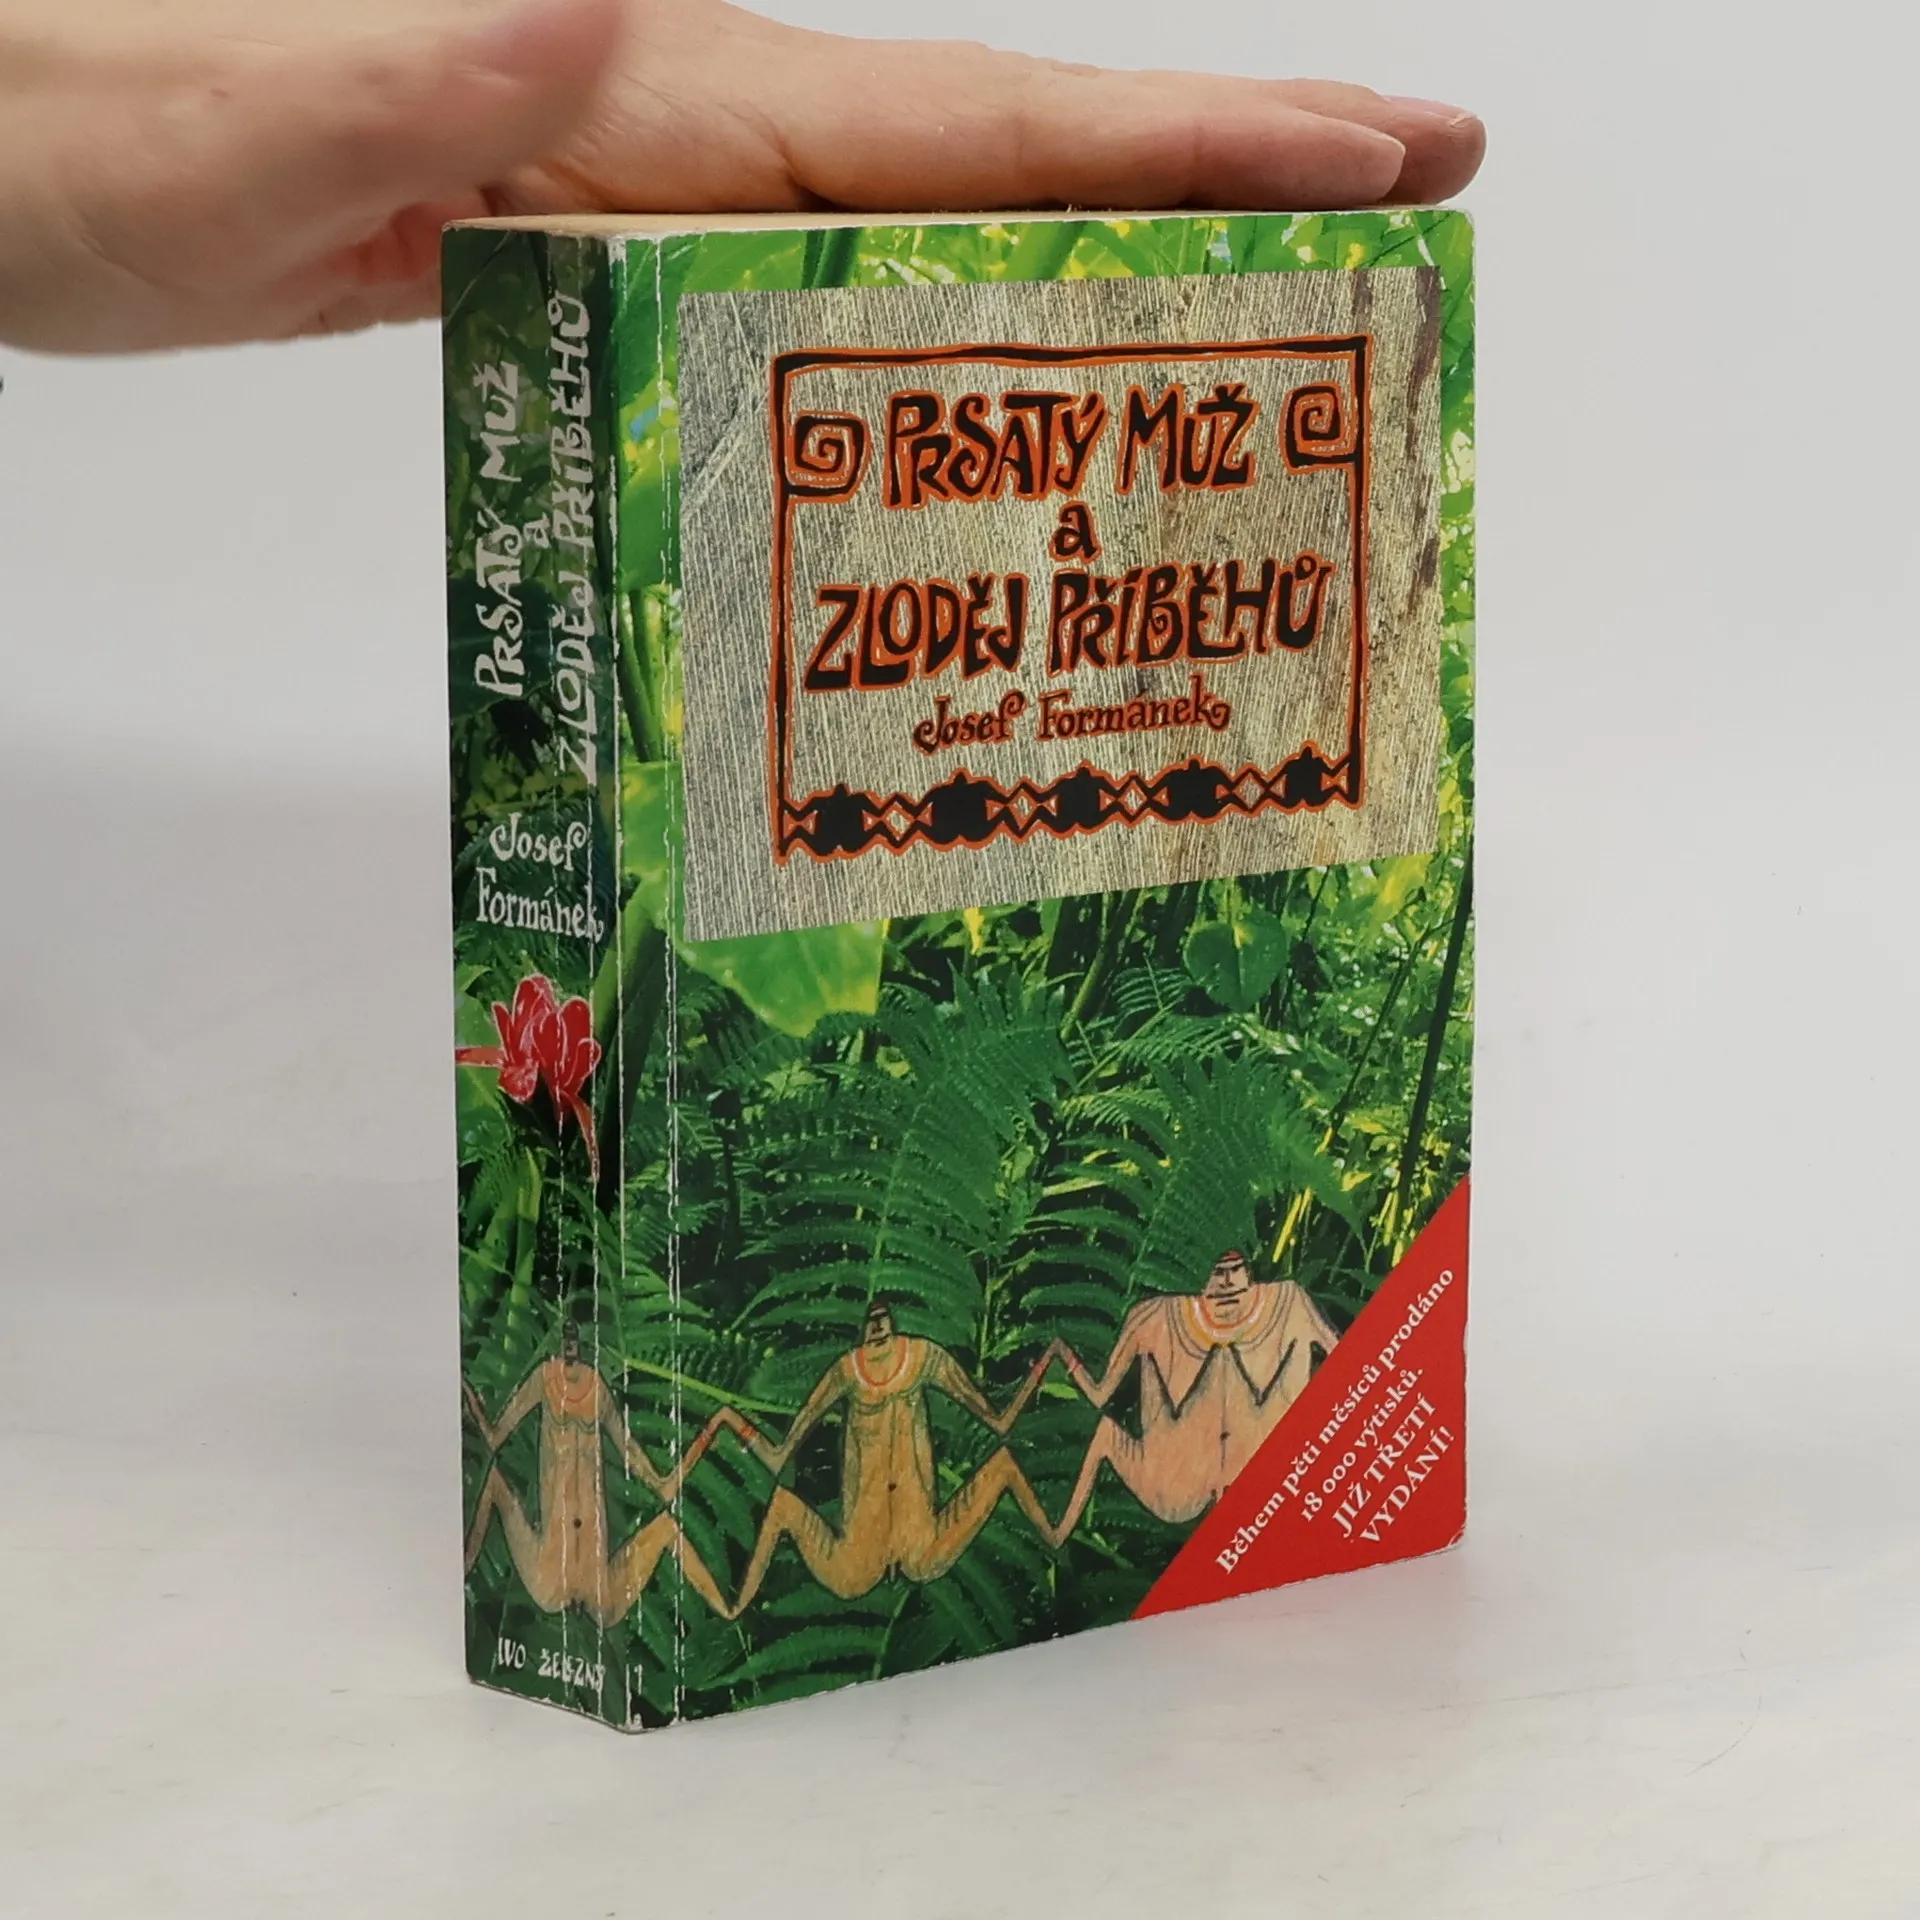 PRSATÝ MUŽ
a
ZLODĚJ PŘÍBĚHŮ
Josef Formánek
PRSATÝ MUŽ
a
ZLODĚJ PŘÍBĚHŮ
Josef
Formánek
IVO ŽELEZNÝ
Během pěti měsíců prodáno
18 000 výtisků.
JIŽ TŘETÍ
VYDÁNÍ!